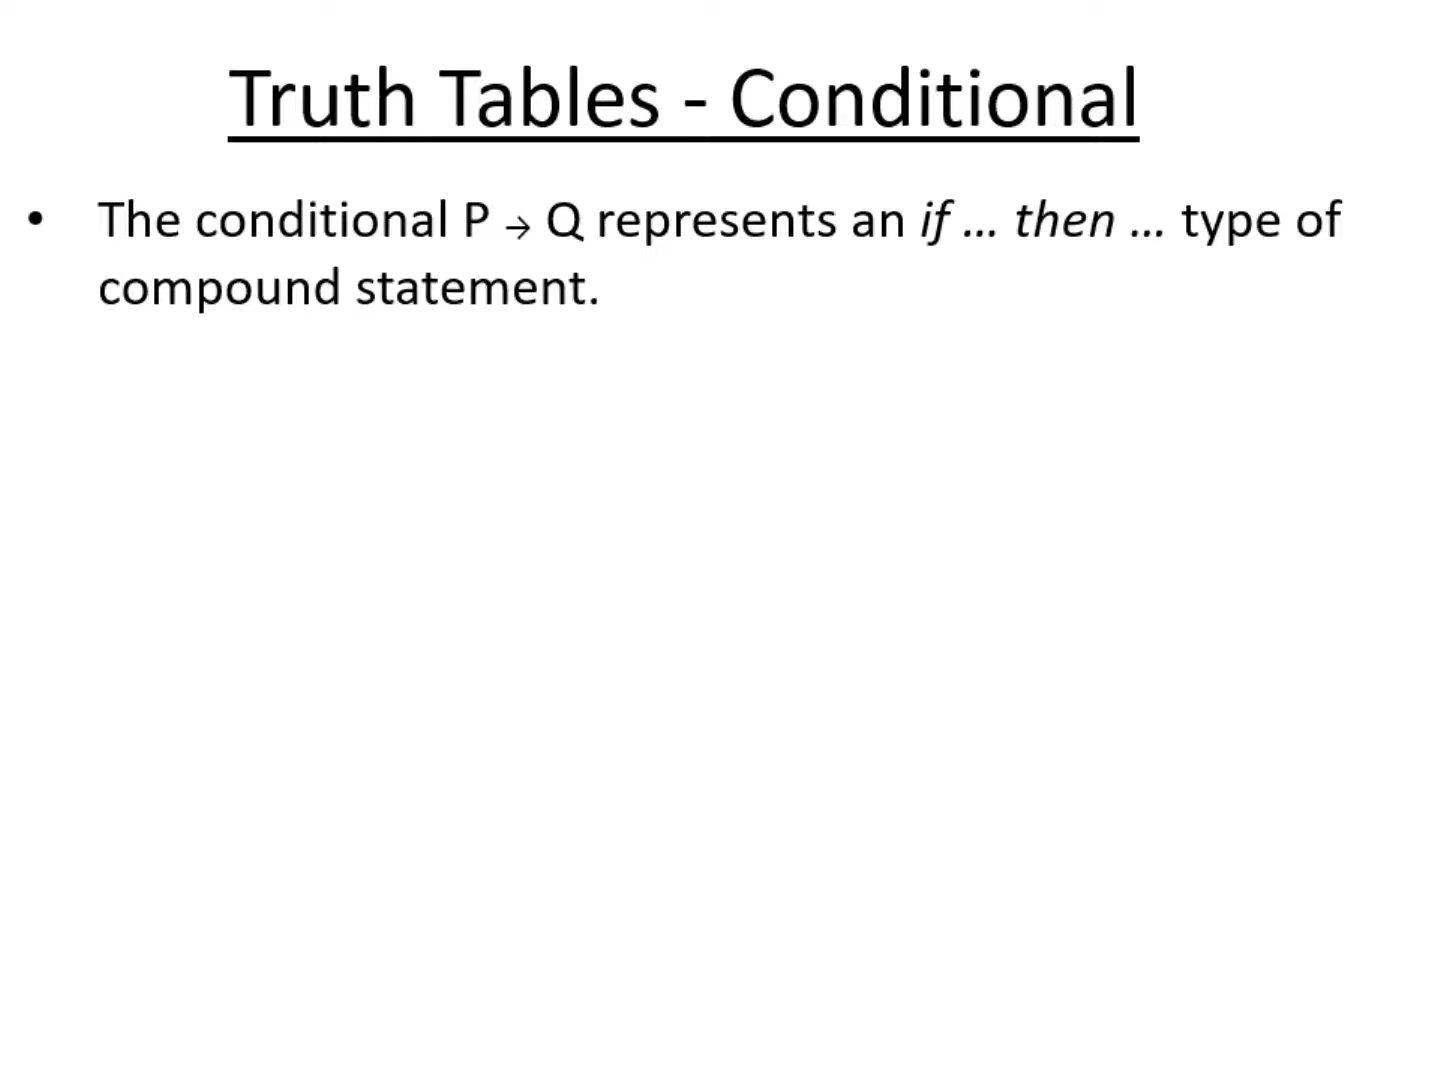 Truth Tables - Conditional
• The conditional P → Q represents an if … then … type of
compound statement.